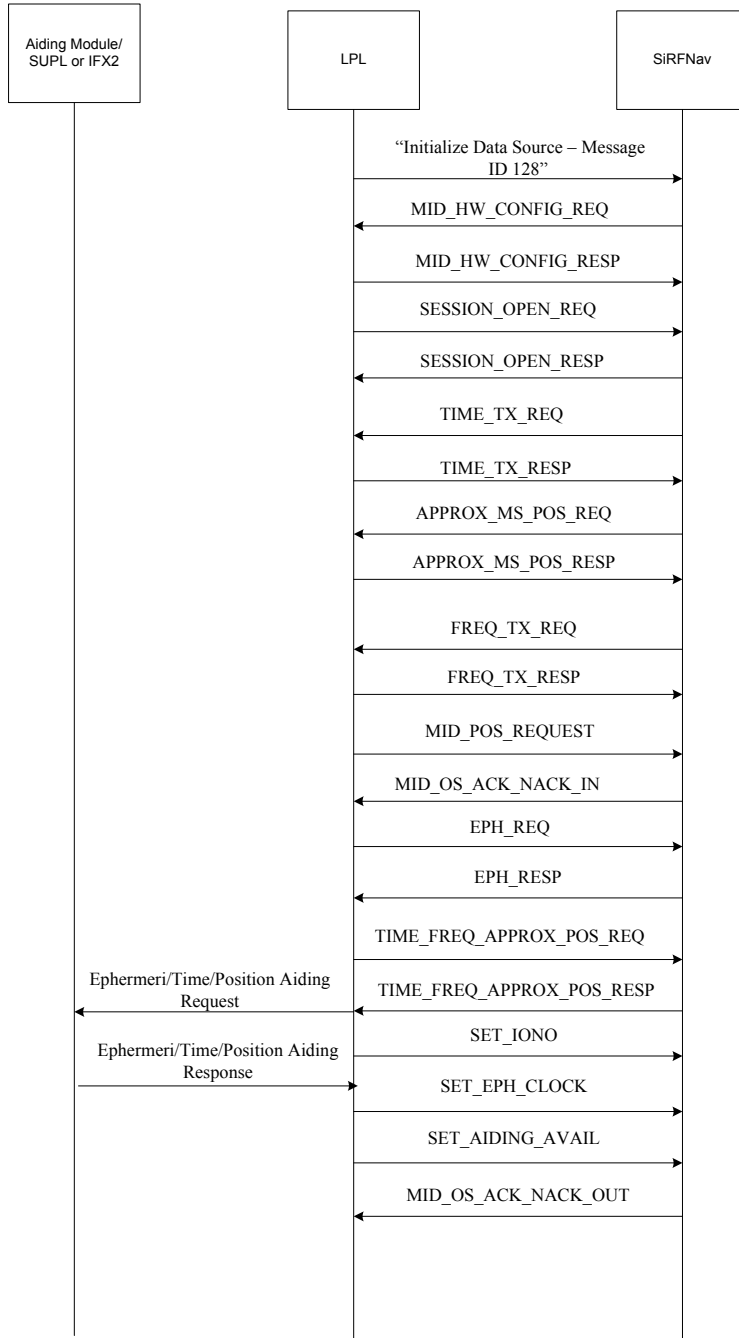 Aiding Module/
SUPL or IFX2
LPL
SiRFNav
“Initialize Data Source – Message
ID 128”
MID_HW_CONFIG_REQ
MID_HW_CONFIG_RESP
SESSION_OPEN_REQ
SESSION_OPEN_RESP
TIME_TX_REQ
TIME_TX_RESP
APPROX_MS_POS_REQ
APPROX_MS_POS_RESP
FREQ_TX_REQ
FREQ_TX_RESP
MID_POS_REQUEST
MID_OS_ACK_NACK_IN
EPH_REQ
EPH_RESP
TIME_FREQ_APPROX_POS_REQ
Ephermeri/Time/Position Aiding
Request
TIME_FREQ_APPROX_POS_RESP
SET_IONO
Ephermeri/Time/Position Aiding
Response
SET_EPH_CLOCK
SET_AIDING_AVAIL
MID_OS_ACK_NACK_OUT